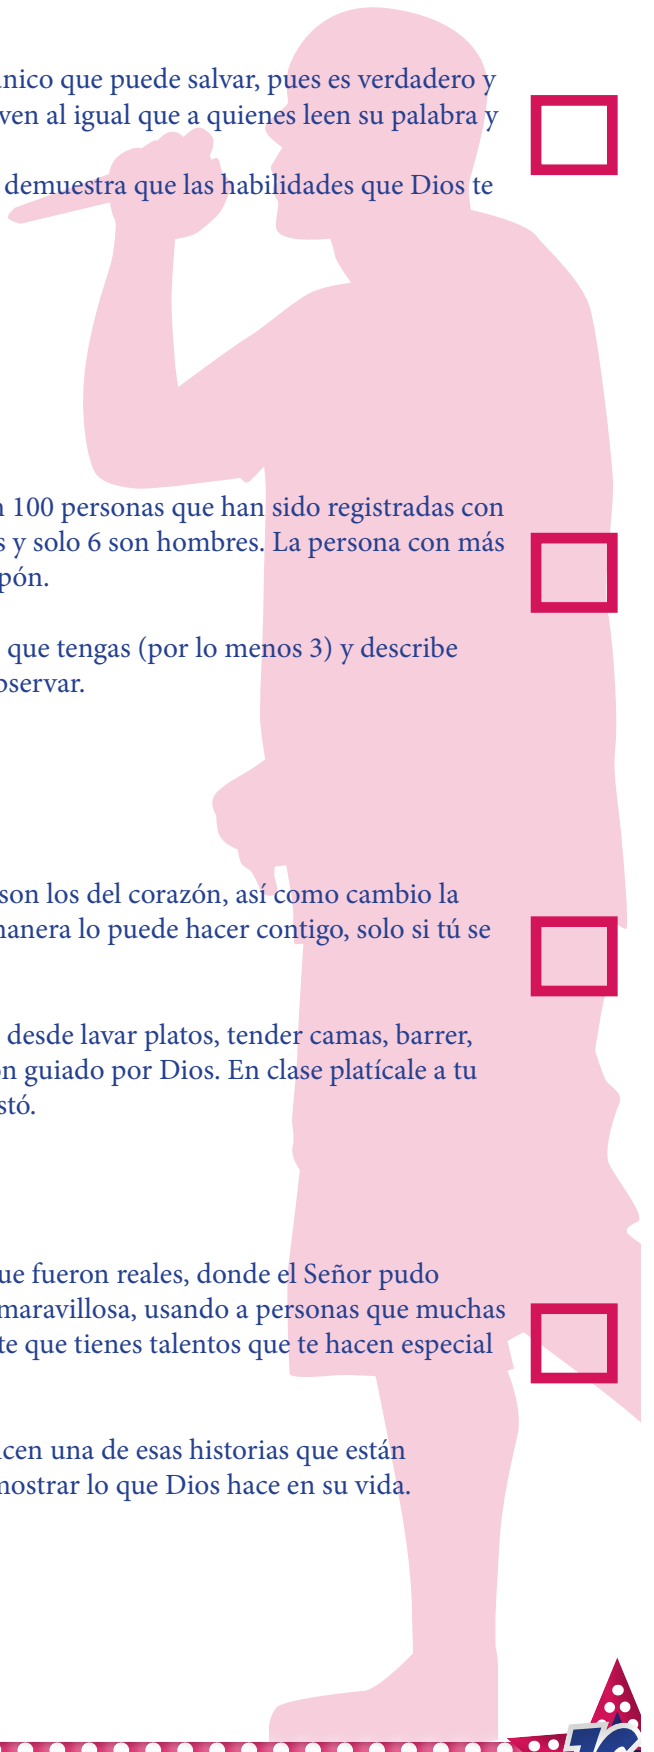 nico que puede salvar, pues es verdadero y
ven al igual que a quienes leen su palabra y
demuestra que las habilidades que Dios te
100 personas que han sido registradas con
s y solo 6 son hombres. La persona con más
pón.
que tengas (por lo menos 3) y describe
bservar.
son los del corazón, así como cambio la
manera lo puede hacer contigo, solo si tú se
desde lavar platos, tender camas, barrer,
ón guiado por Dios. En clase platícale a tu
stó.
ue fueron reales, donde el Señor pudo
maravillosa, usando a personas que muchas
te que tienes talentos que te hacen especial
icen una de esas historias que están
mostrar lo que Dios hace en su vida.